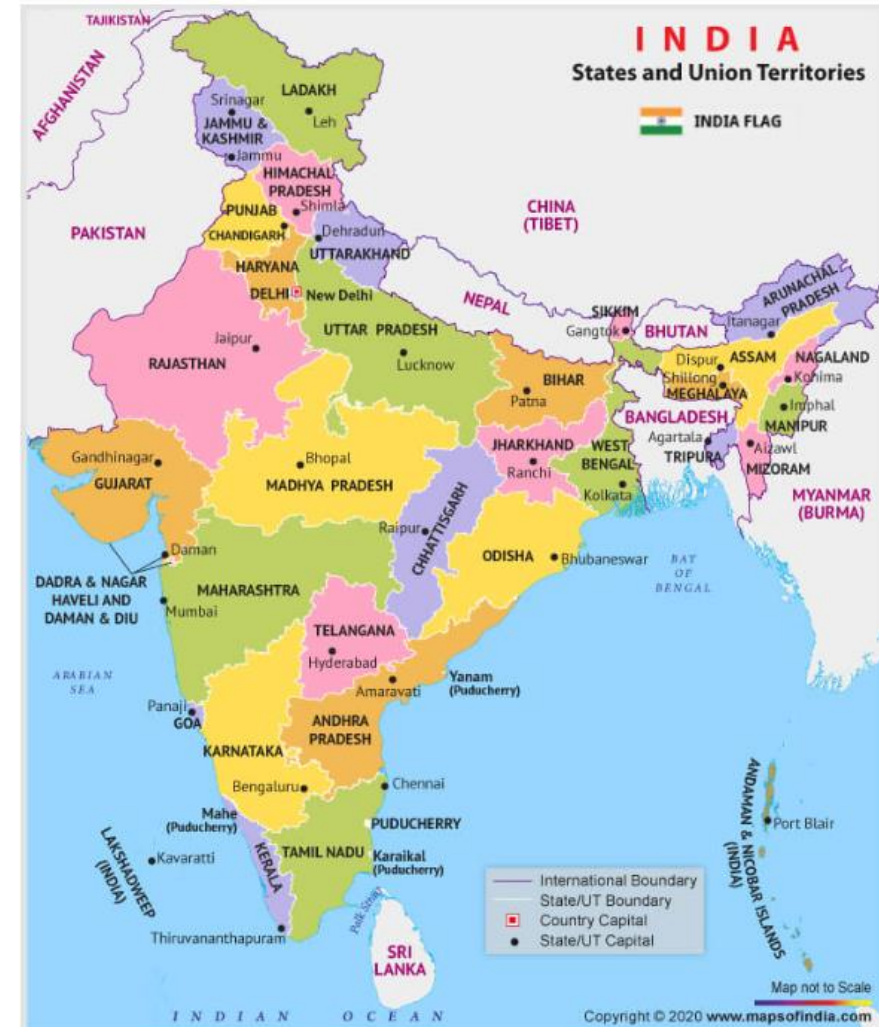 TAJIKISTAN
AFGHANISTAN
PAKISTAN
INDIA
States and Union Territories
INDIA FLAG
CHINA
(TIBET)
LADAKH
Leh
Srinagar
JAMMU &
KASHMIR
Jammu
HIMACHAL
PRADESH
Shimla
PUNJAB
CHANDIGARH
Dehradun
UTTARAKHAND
HARYANA
DELHI
New Delhi
NEPAL
SIKKIM
Gangtok
BHUTAN
ARUNACHAL
PRADESH
Itanagar
UTTAR PRADESH
Lucknow
Jaipur
RAJASTHAN
BIHAR
Patna
Dispur
ASSAM
NAGALAND
Kohima
Shillong
MEGHALAYA
Imphal
MANIPUR
BANGLADESH
Agartala
TRIPURA
Aizawl
MIZORAM
MYANMAR
(BURMA)
Gandhinagar
GUJARAT
Bhopal
MADHYA PRADESH
JHARKHAND
Ranchi
WEST
BENGAL
Kolkata
Raipur
CHHATTISGARH
ODISHA
Bhubaneswar
BAY
OF
BENGAL
Daman
DADRA & NAGAR
HAVELI AND
DAMAN & DIU
MAHARASHTRA
Mumbai
TELANGANA
Hyderabad
ARABIAN
SEA
Yanam
(Puducherry)
Amaravati
Panaji
GOA
ANDHRA
PRADESH
KARNATAKA
Bengaluru
Chennai
Mahe
(Puducherry)
PUDUCHERRY
LAKSHADWEEP
(INDIA)
Kavaratti
KERALA
TAMIL NADU
Karaikal
(Puducherry)
Thiruvananthapuram
Palk Strait
SRI
LANKA
ANDAMAN & NICOBAR ISLANDS
(INDIA)
Port Blair
International Boundary
State/UT Boundary
Country Capital
State/UT Capital
INDIAN OCEAN
Map not to Scale
Copyright © 2020 www.mapsofindia.com